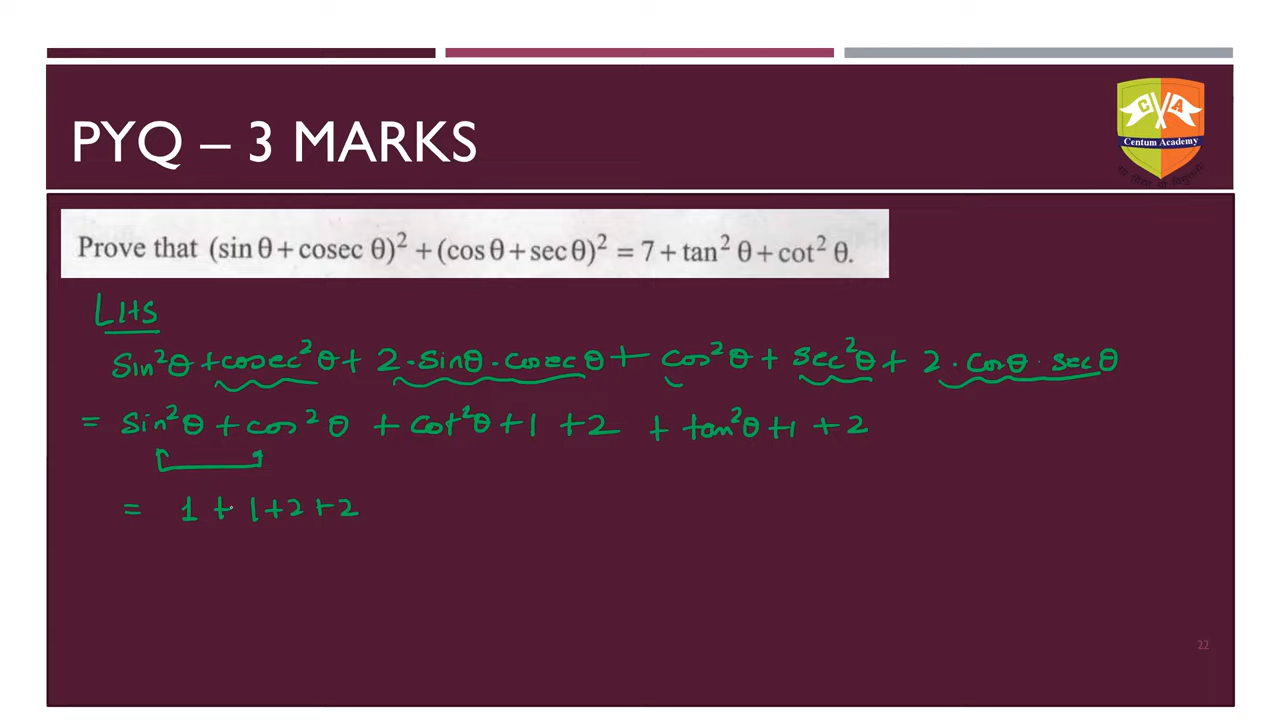 PYQ – 3 MARKS
C A
Centum Academy
Prove that (sin θ + cosec θ)² + (cos θ + sec θ)² = 7 + tan² θ + cot² θ.
LHS
sin²θ + cosec²θ + 2·sinθ·cosecθ + cos²θ + sec²θ + 2·cosθ·secθ
= sin²θ + cos²θ + cot²θ + 1 + 2 + tan²θ + 1 + 2
= 1 + 1 + 2 + 2
22